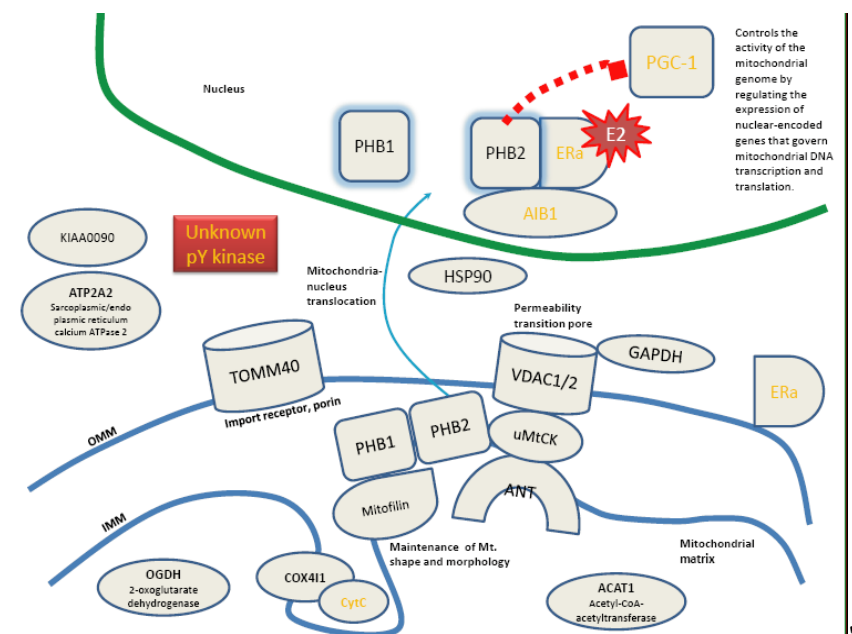 Controls the
activity of the
mitochondrial
genome by
regulating the
expression of
nuclear-encoded
genes that govern
mitochondrial DNA
transcription and
translation.
PGC-1
Nucleus
E2
PHB1
PHB2
ERa
AIB1
KIAA0090
Unknown
pY kinase
Mitochondria-
nucleus
translocation
HSP90
ATP2A2
Sarcoplasmic/endo
plasmic reticulum
calcium ATPase 2
Permeability
transition pore
TOMM40
VDAC1/2
GAPDH
ERa
Import receptor, porin
OMM
PHB1
PHB2
uMtCK
ANT
Mitofilin
IMM
Maintenance of Mt.
shape and morphology
Mitochondrial
matrix
OGDH
2-oxoglutarate
dehydrogenase
COX4I1
CytC
ACAT1
Acetyl-CoA-
acetyltransferase